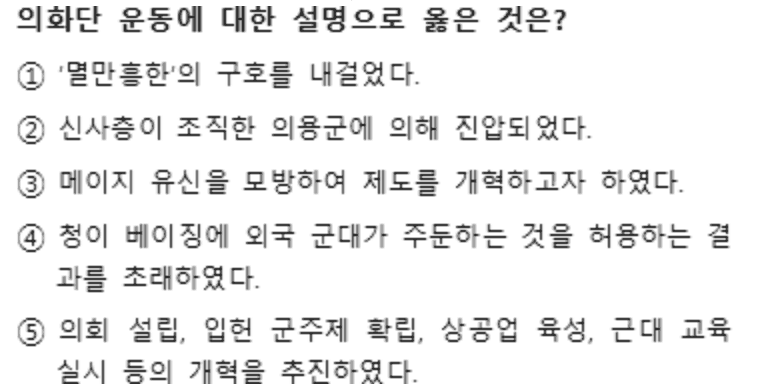 의화단 운동에 대한 설명으로 옳은 것은?
① '멸만흥한'의 구호를 내걸었다.
② 신사층이 조직한 의용군에 의해 진압되었다.
③ 메이지 유신을 모방하여 제도를 개혁하고자 하였다.
④ 청이 베이징에 외국 군대가 주둔하는 것을 허용하는 결
과를 초래하였다.
⑤ 의회 설립, 입헌 군주제 확립, 상공업 육성, 근대 교육
실시 등의 개혁을 추진하였다.